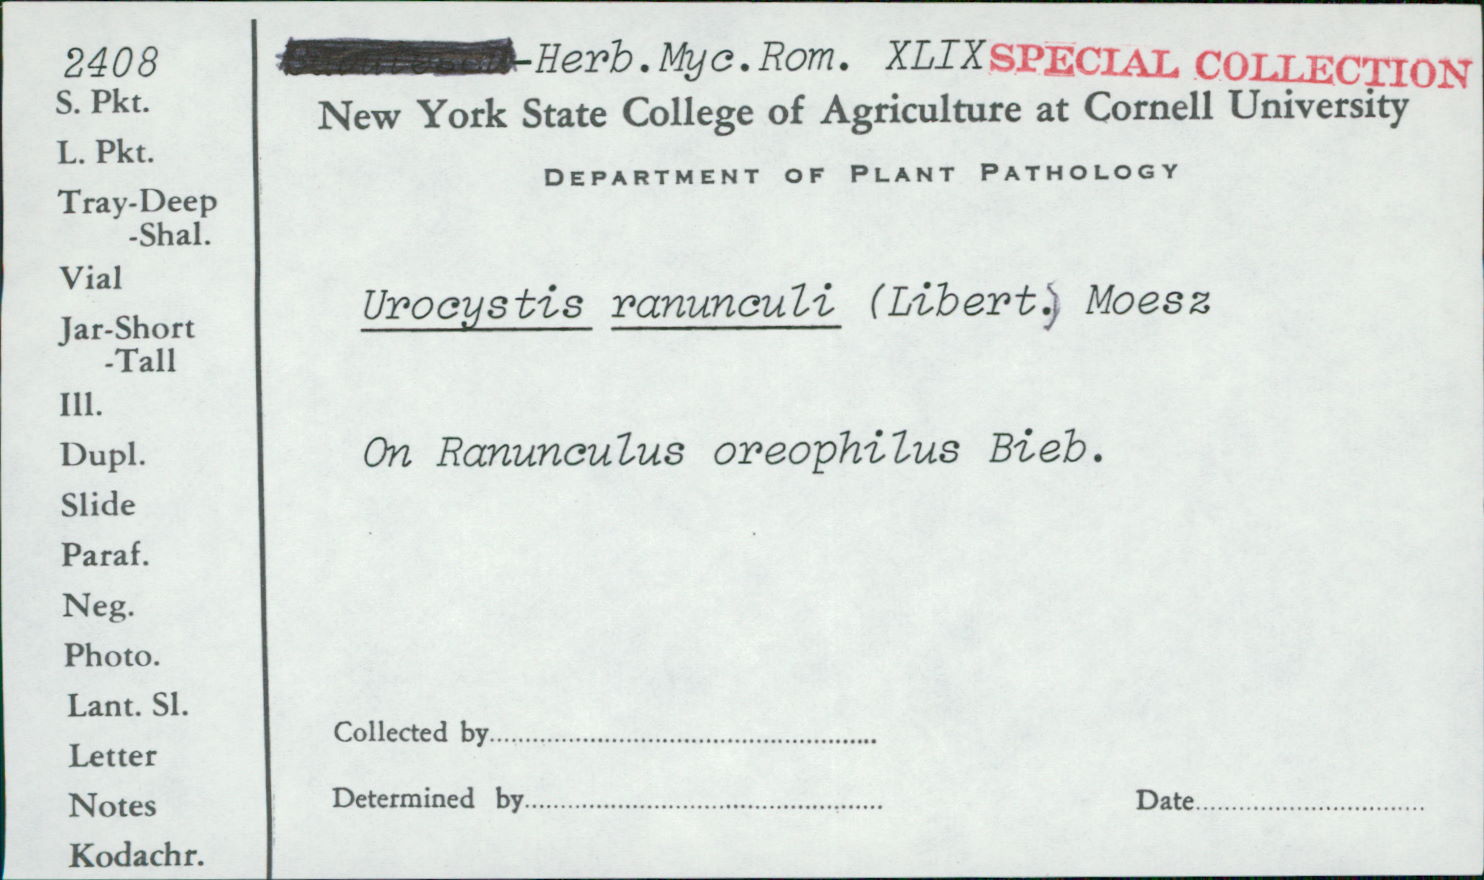 2408
S. Pkt.
L. Pkt.
Tray-Deep
-Shal.
Vial
Jar-Short
-Tall
Ill.
Dupl.
Slide
Paraf.
Neg.
Photo.
Lant. Sl.
Letter
Notes
Kodachr.
-Herb.Myc.Rom. XLIX SPECIAL COLLECTION
New York State College of Agriculture at Cornell University
DEPARTMENT OF PLANT PATHOLOGY
Urocystis ranunculi (Libert.) Moesz
On Ranunculus oreophilus Bieb.
Collected by
Determined by
Date